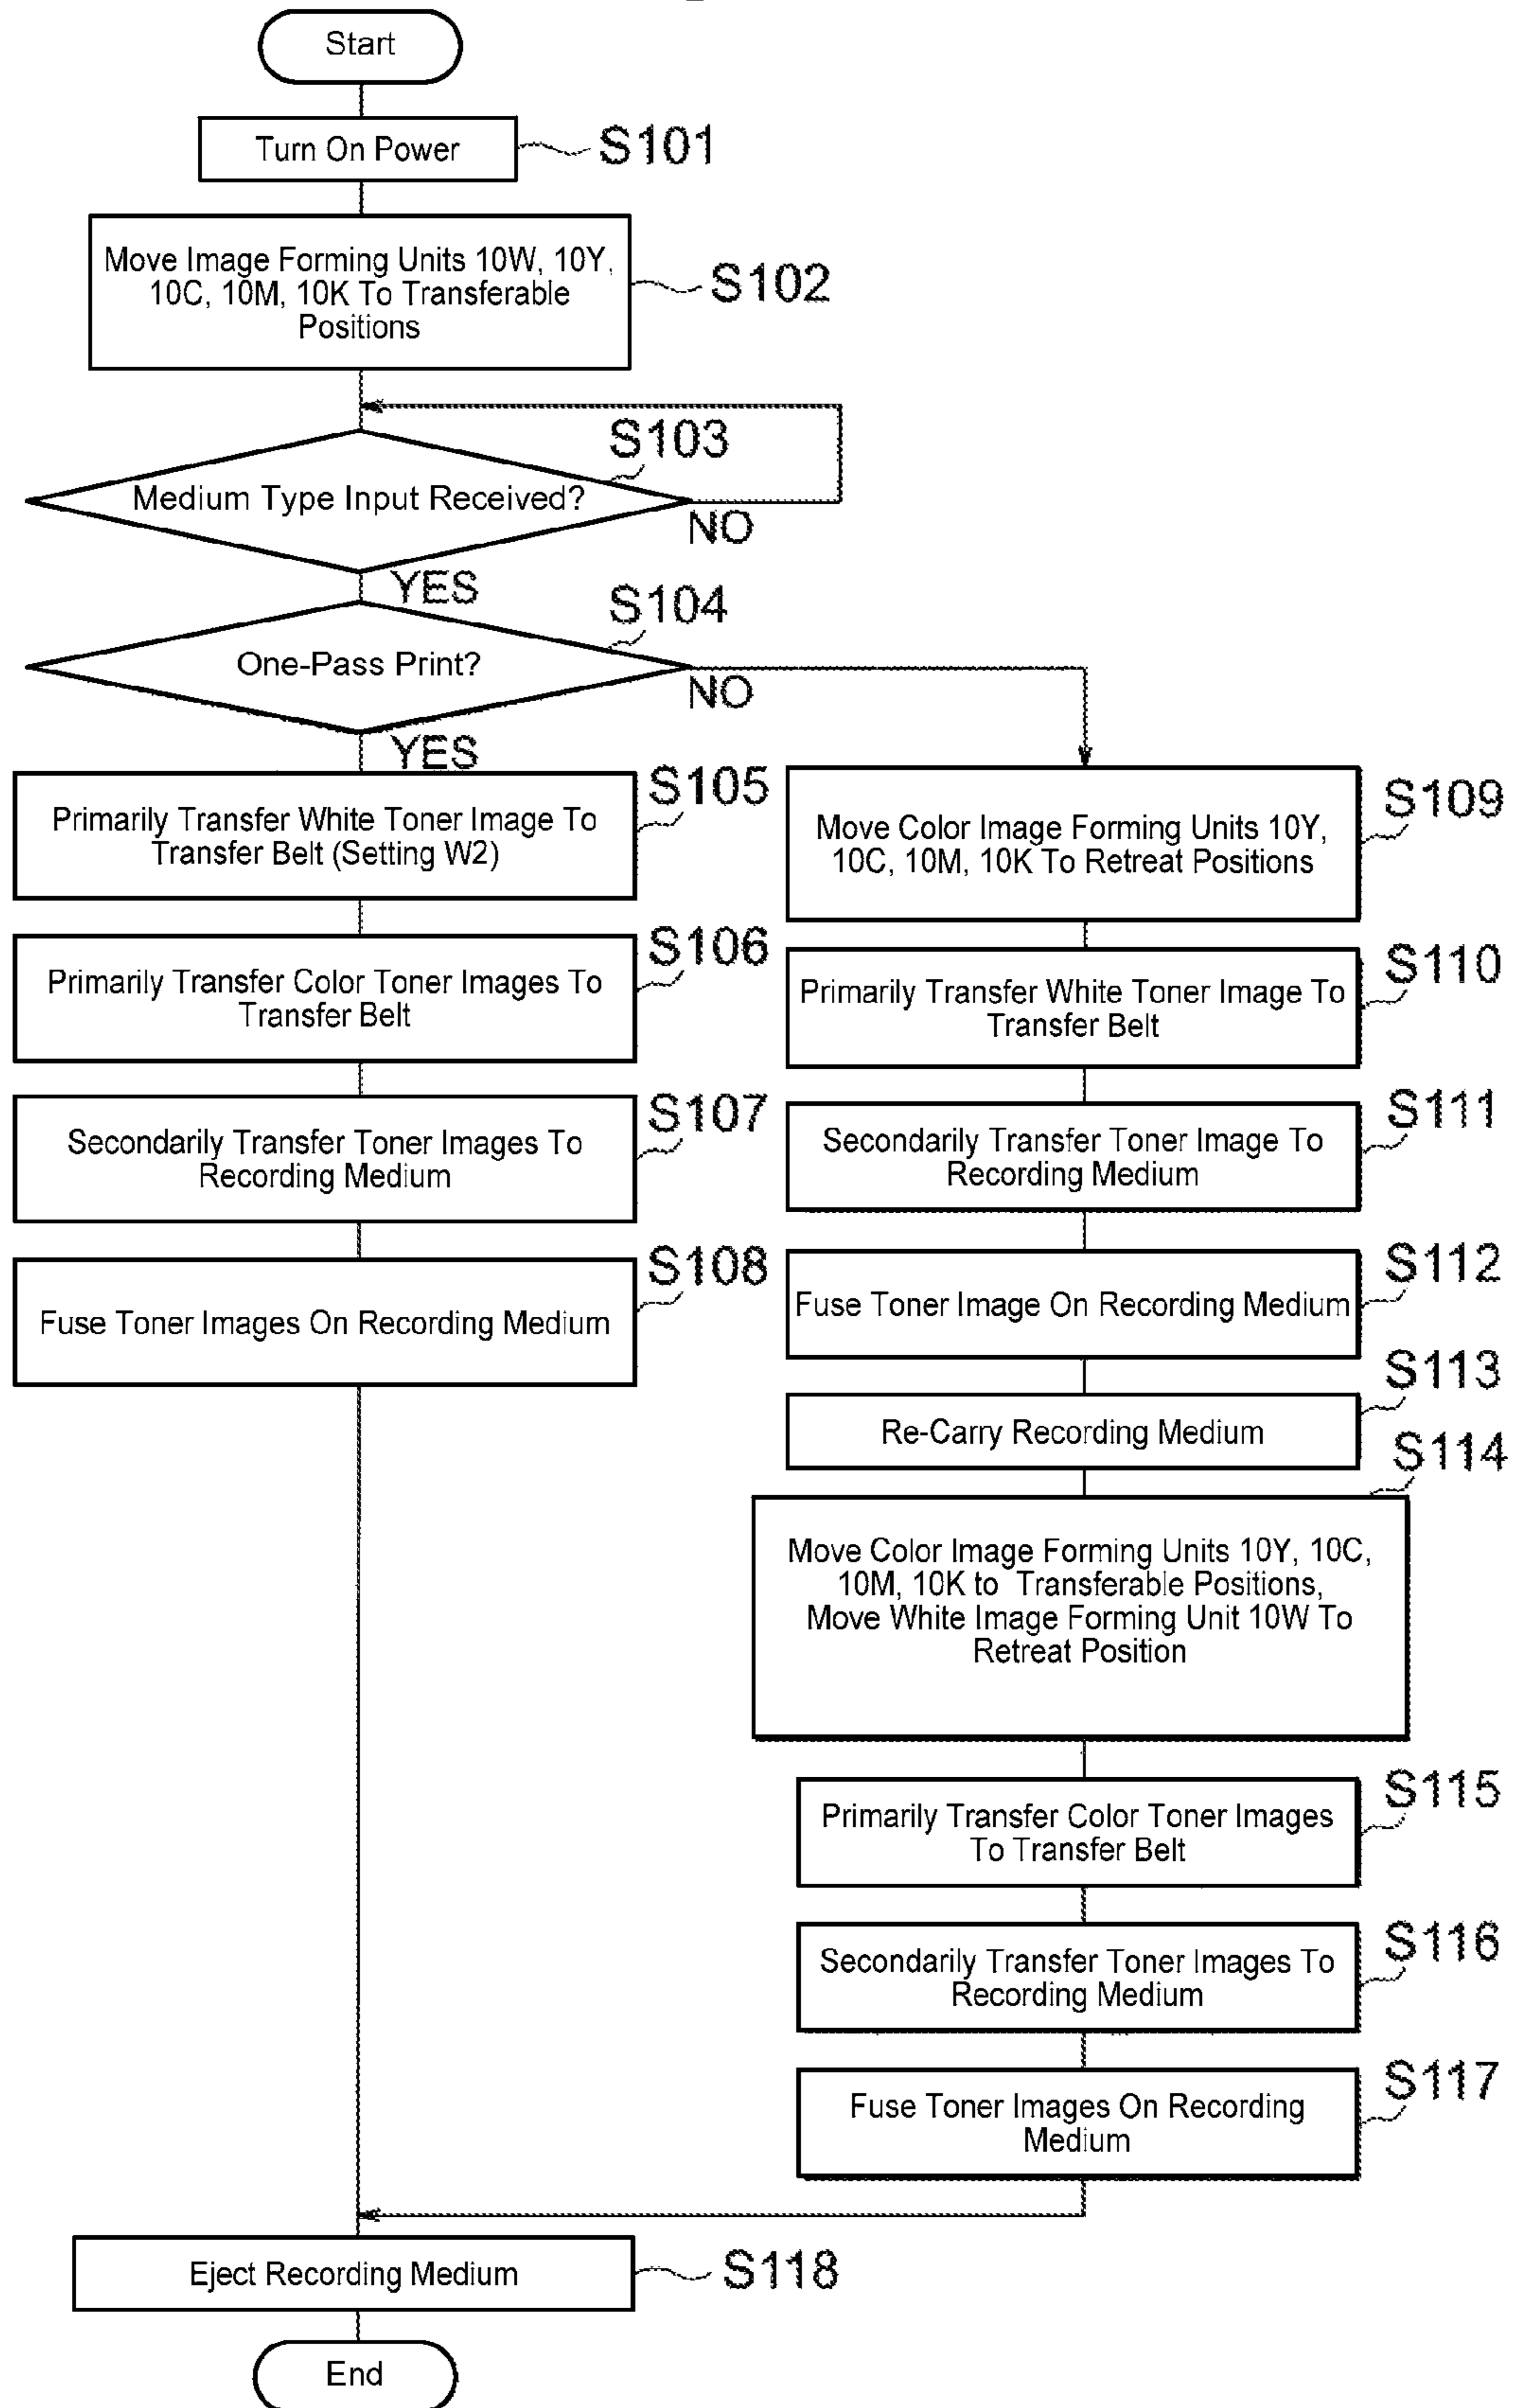 Start
Turn On Power
S101
Move Image Forming Units 10W, 10Y,
10C, 10M, 10K To Transferable
Positions
S102
S103
Medium Type Input Received?
NO
YES
S104
One-Pass Print?
NO
YES
S105
Primarily Transfer White Toner Image To
Transfer Belt (Setting W2)
S106
Primarily Transfer Color Toner Images To
Transfer Belt
S107
Secondarily Transfer Toner Images To
Recording Medium
S108
Fuse Toner Images On Recording Medium
S109
Move Color Image Forming Units 10Y,
10C, 10M, 10K To Retreat Positions
S110
Primarily Transfer White Toner Image To
Transfer Belt
S111
Secondarily Transfer Toner Image To
Recording Medium
S112
Fuse Toner Image On Recording Medium
S113
Re-Carry Recording Medium
S114
Move Color Image Forming Units 10Y, 10C,
10M, 10K to Transferable Positions,
Move White Image Forming Unit 10W To
Retreat Position
S115
Primarily Transfer Color Toner Images
To Transfer Belt
S116
Secondarily Transfer Toner Images To
Recording Medium
S117
Fuse Toner Images On Recording
Medium
Eject Recording Medium
S118
End